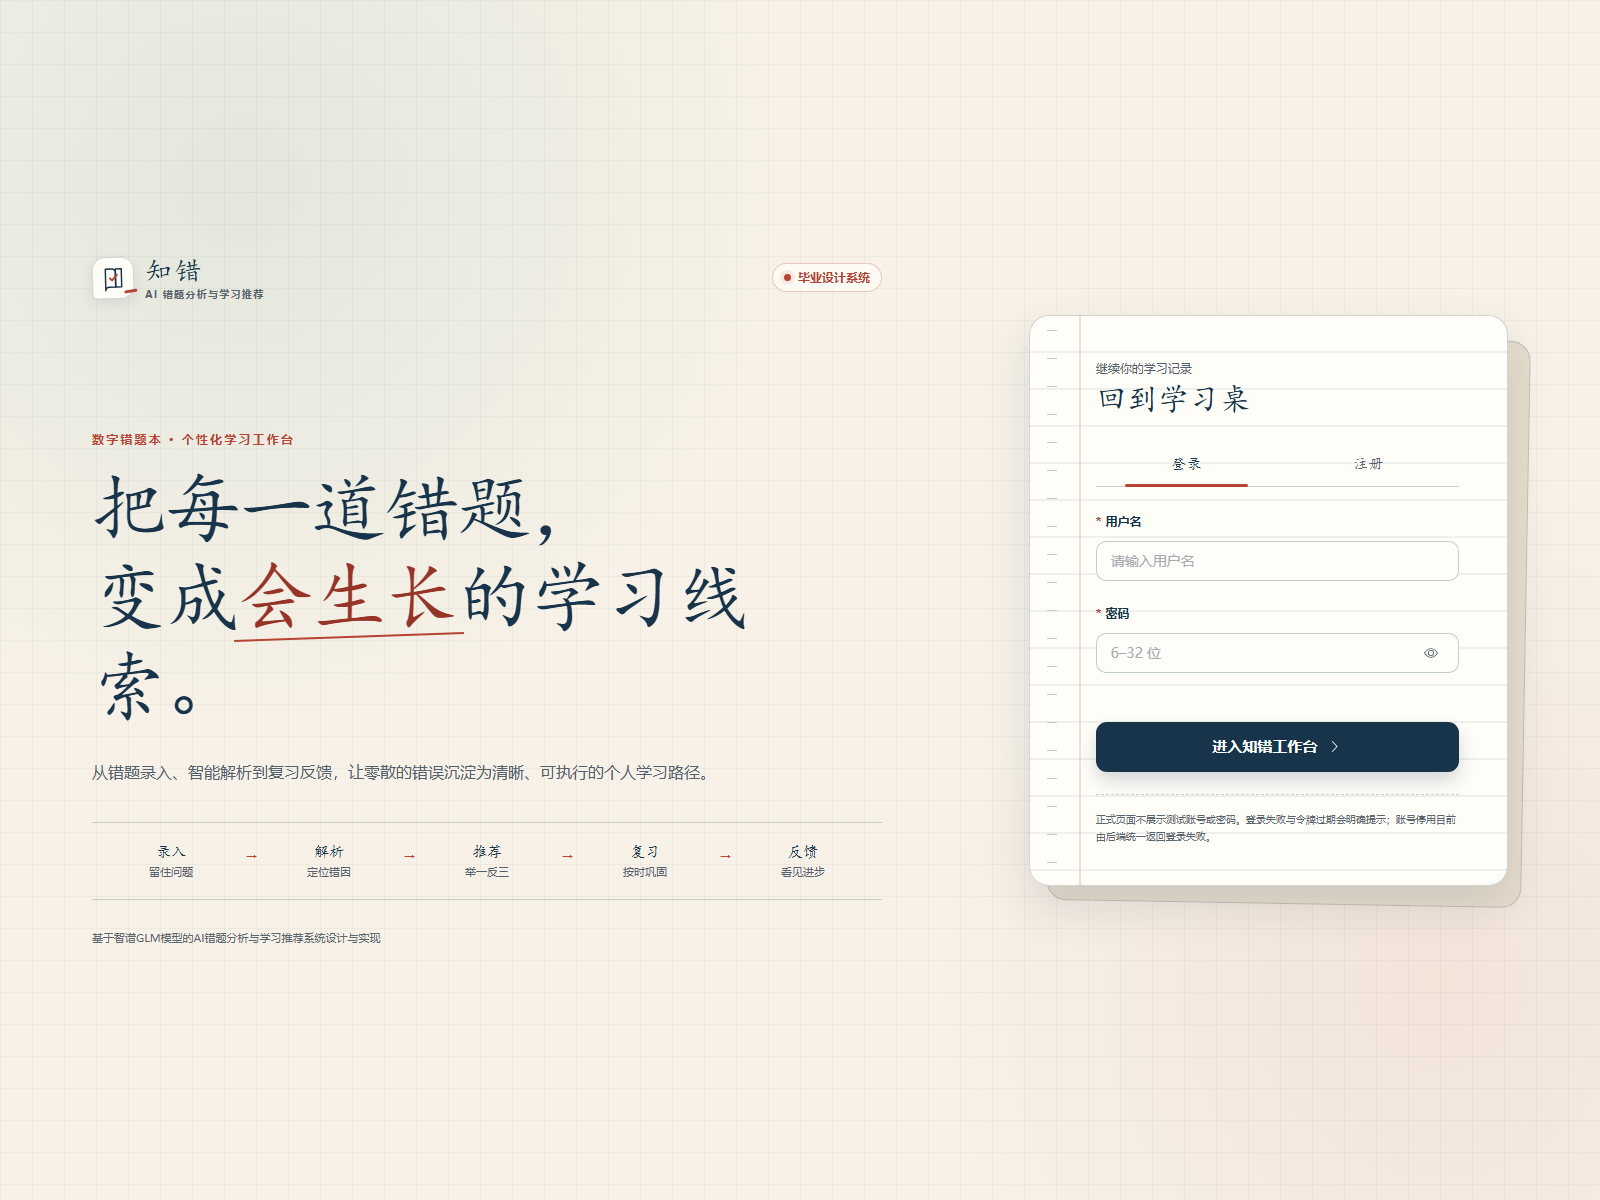 知错
AI 错题分析与学习推荐
毕业设计系统
数字错题本 · 个性化学习工作台
把每一道错题，
变成会生长的学习线
索。
从错题录入、智能解析到复习反馈，让零散的错误沉淀为清晰、可执行的个人学习路径。
录入 → 解析 → 推荐 → 复习 → 反馈
留住问题 定位错因 举一反三 按时巩固 看见进步
基于智谱GLM模型的AI错题分析与学习推荐系统设计与实现
继续你的学习记录
回到学习桌
登录 注册
* 用户名
请输入用户名
* 密码
6–32 位
进入知错工作台
正式页面不展示测试账号或密码。登录失败与令牌过期会明确提示；账号停用目前
由后端统一返回登录失败。